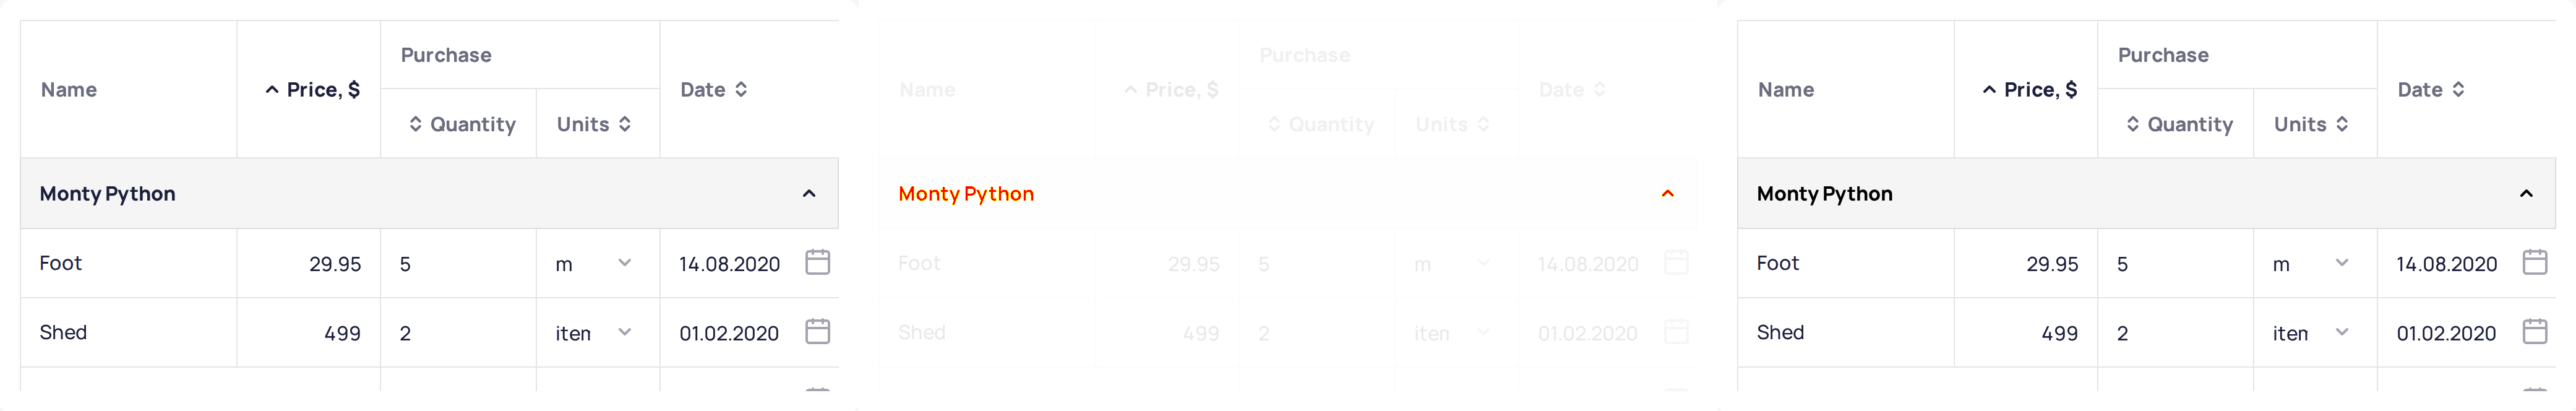 Purchase
Name
Price, $
Date
Quantity
Units
Monty Python
Foot
29.95
5
m
14.08.2020
Shed
499
2
iten
01.02.2020
Purchase
Name
Price, $
Date
Quantity
Units
Monty Python
Foot
29.95
5
m
14.08.2020
Shed
499
2
iten
01.02.2020
Purchase
Name
Price, $
Date
Quantity
Units
Monty Python
Foot
29.95
5
m
14.08.2020
Shed
499
2
iten
01.02.2020